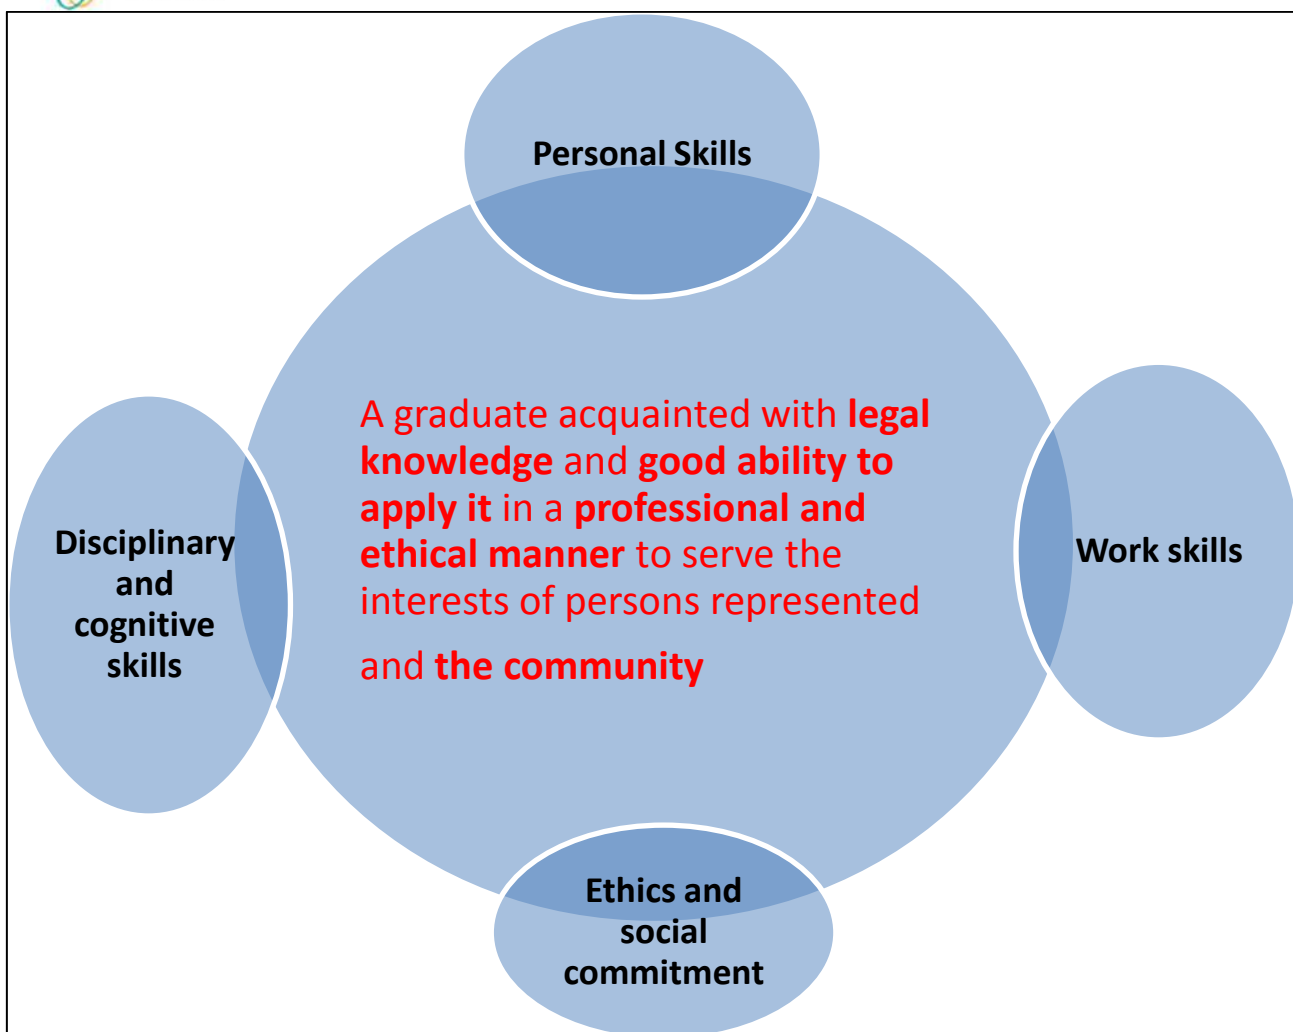 Personal Skills
A graduate acquainted with legal
knowledge and good ability to
apply it in a professional and
ethical manner to serve the
interests of persons represented
and the community
Disciplinary
and
cognitive
skills
Work skills
Ethics and
social
commitment